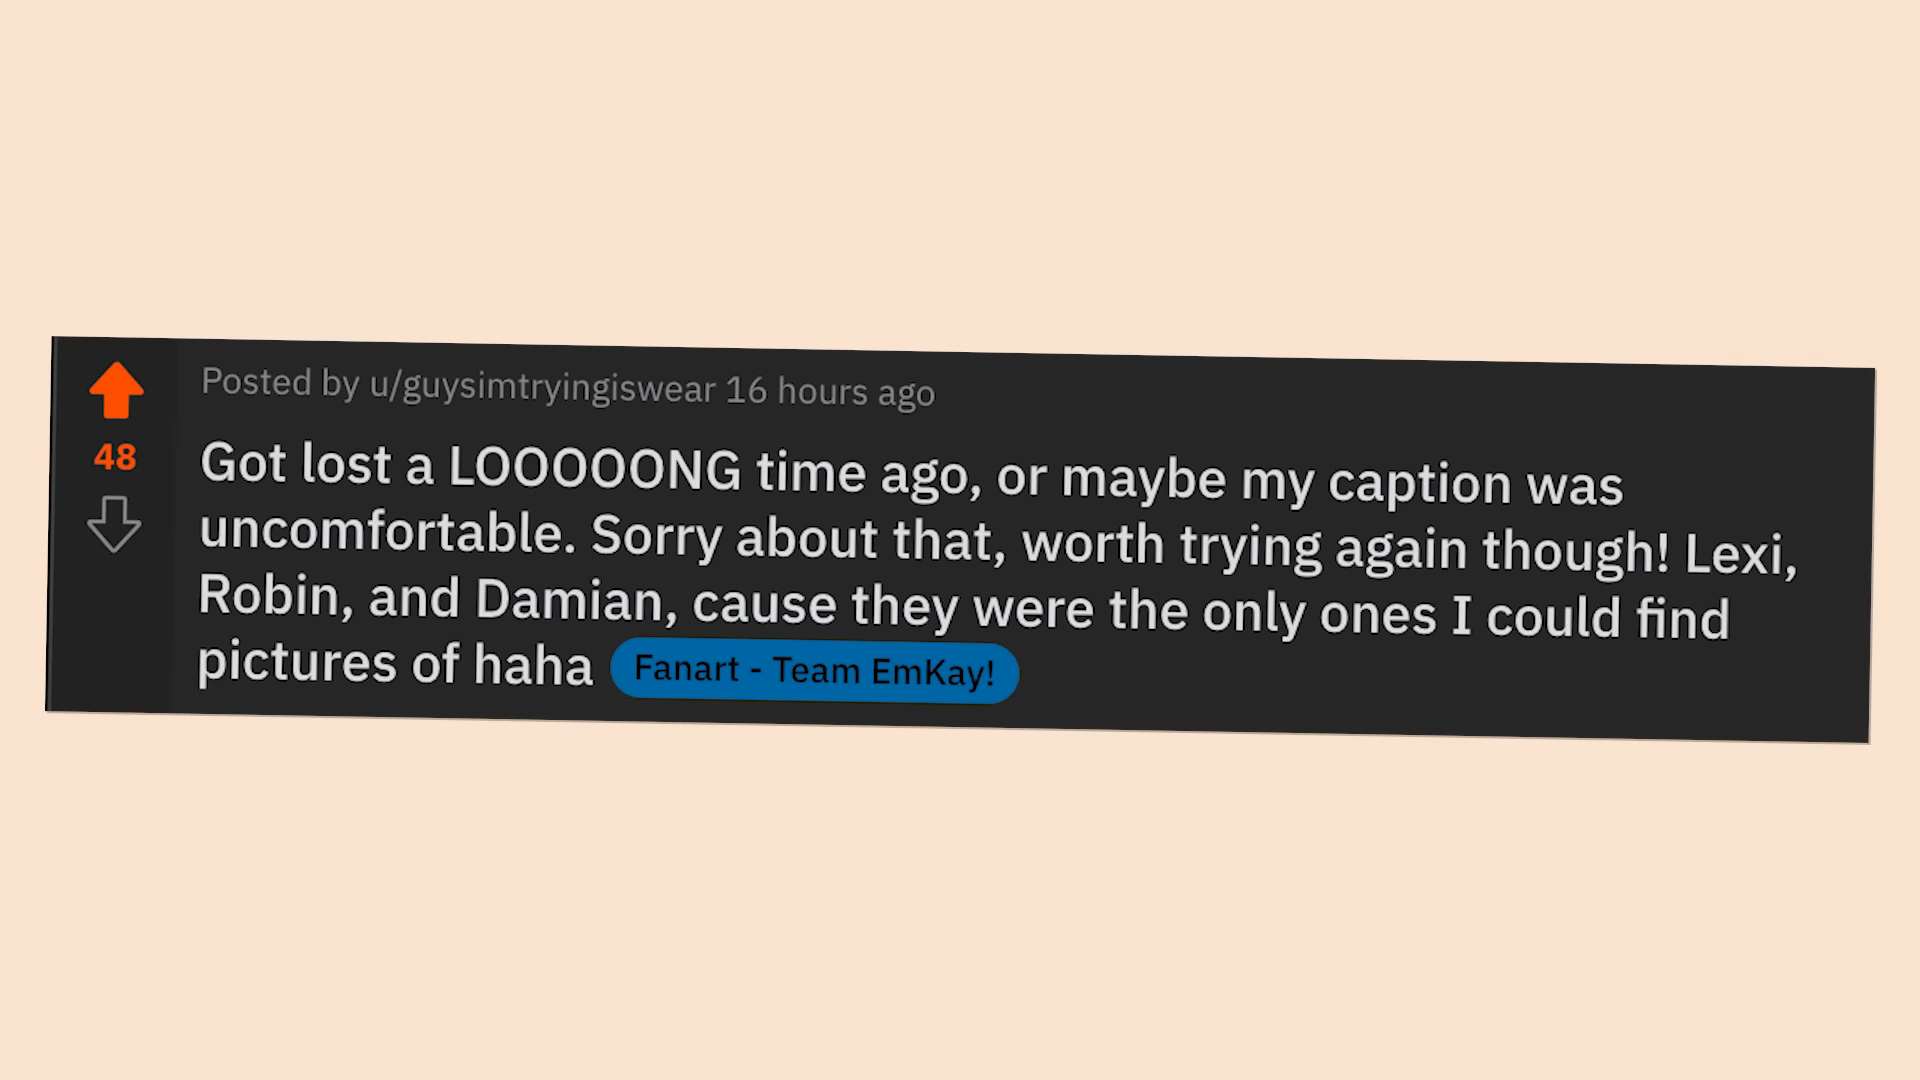 Posted by u/guysimtryingiswear 16 hours ago
48
Got lost a LOOOOONG time ago, or maybe my caption was
uncomfortable. Sorry about that, worth trying again though! Lexi,
Robin, and Damian, cause they were the only ones I could find
pictures of haha Fanart - Team EmKay!